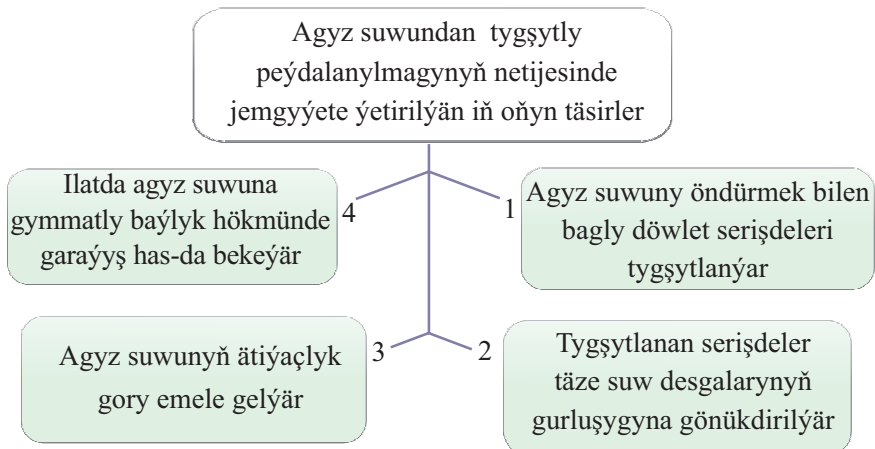 Agyz suwundan tygşytly
peýdalanylmagynyň netijesinde
jemgyýete ýetirilýän iň oňyn täsirler
Ilatda agyz suwuna
gymmatly baýlyk hökmünde
garaýyş has-da bekeýär
4
1
Agyz suwuny öndürmek bilen
bagly döwlet serişdeleri
tygşytlanýar
Agyz suwunyň ätiýaçlyk
gory emele gelýär
3
2
Tygşytlanan serişdeler
täze suw desgalarynyň
gurluşygyna gönükdirilýär